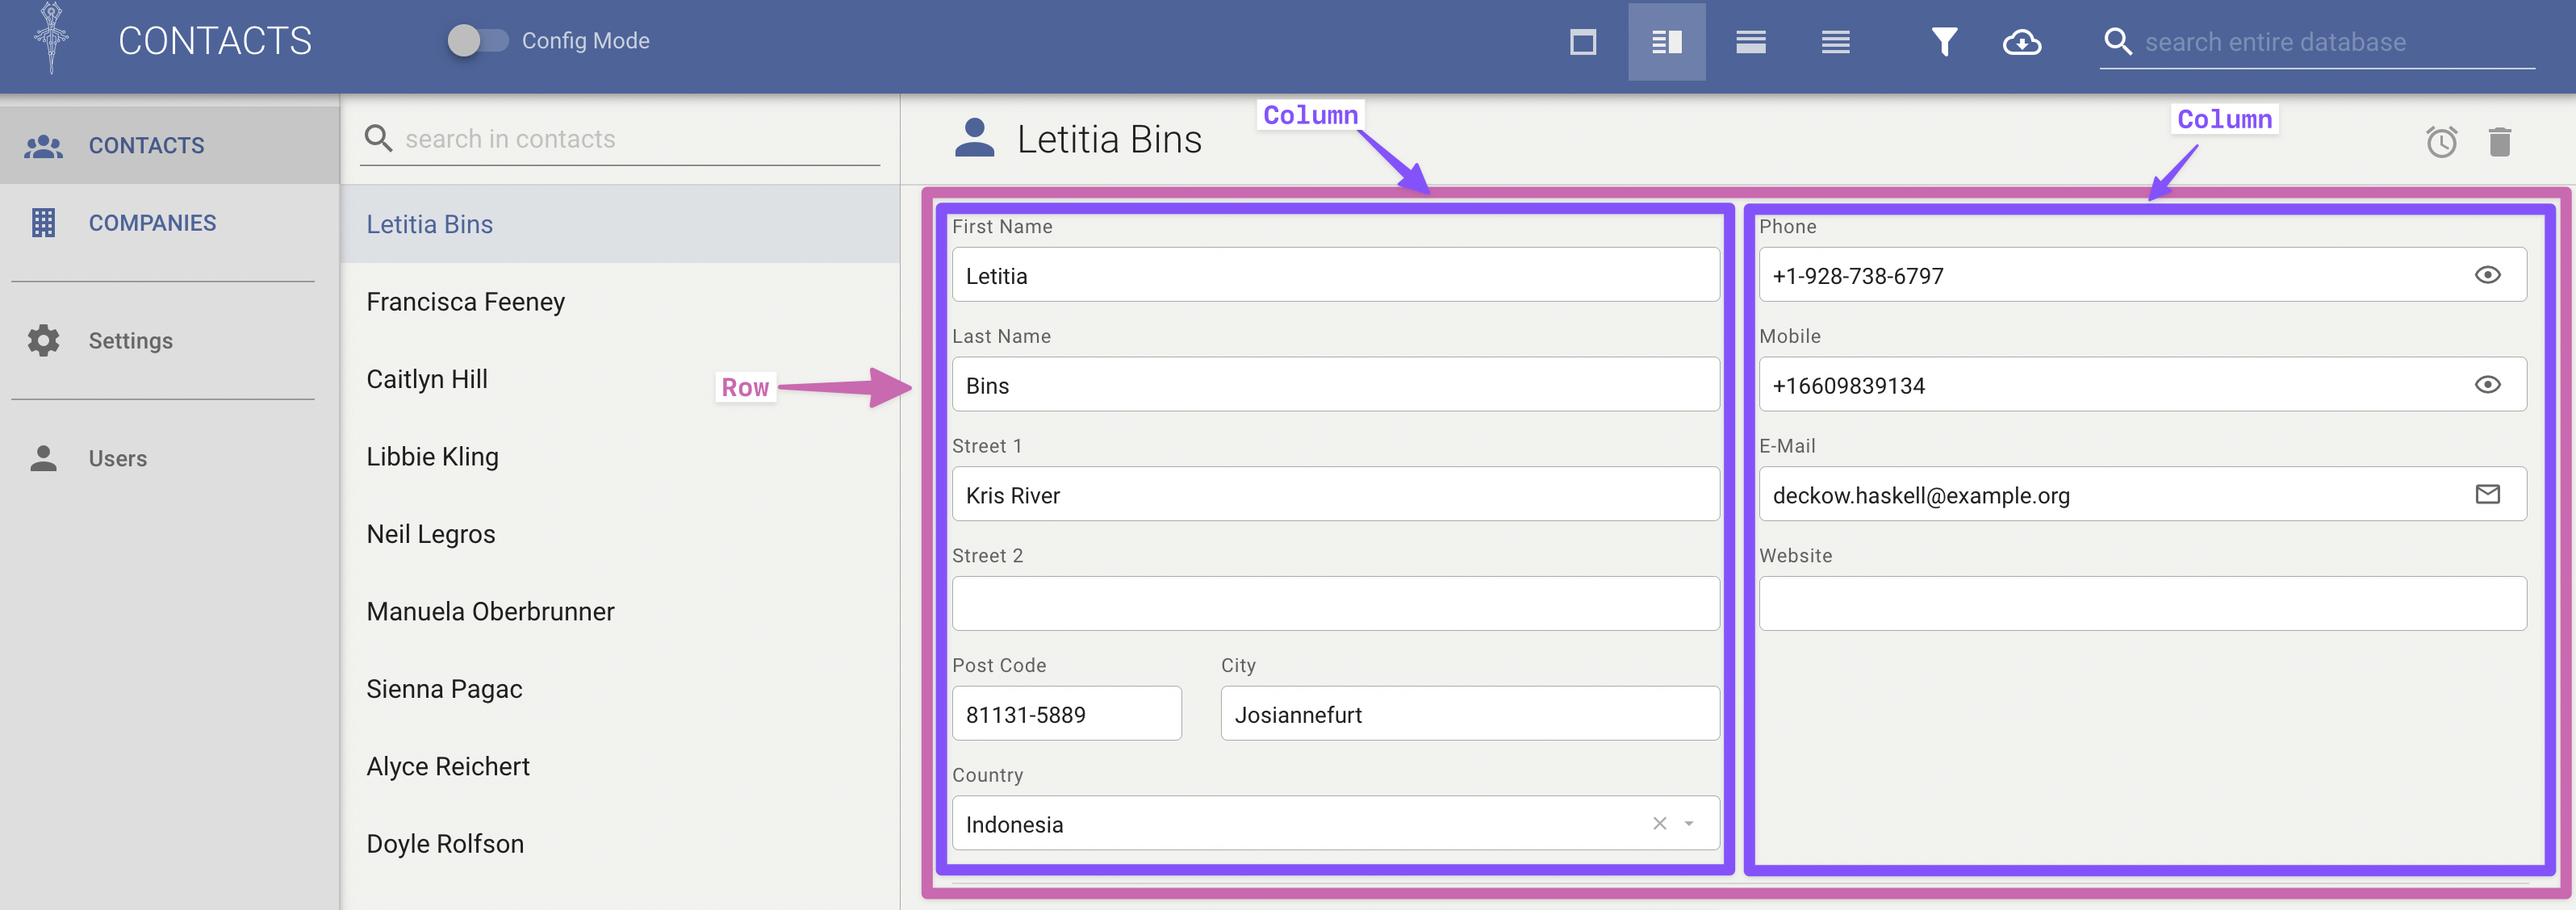 CONTACTS
Config Mode
search entire database
CONTACTS
COMPANIES
Settings
Users
search in contacts
Letitia Bins
Francisca Feeney
Caitlyn Hill
Libbie Kling
Neil Legros
Manuela Oberbrunner
Sienna Pagac
Alyce Reichert
Doyle Rolfson
Letitia Bins
Column
Column
Row
First Name
Letitia
Last Name
Bins
Street 1
Kris River
Street 2
Post Code City
81131-5889 Josiannefurt
Country
Indonesia
Phone
+1-928-738-6797
Mobile
+16609839134
E-Mail
deckow.haskell@example.org
Website